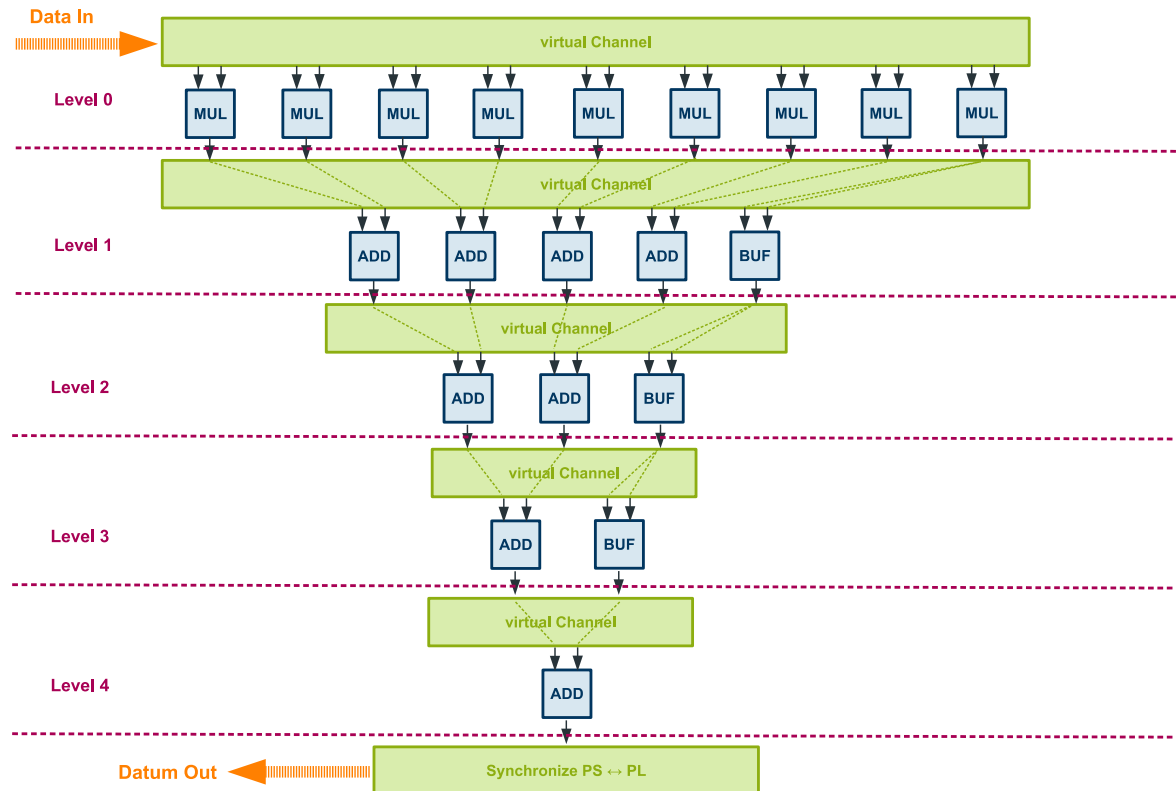 Data In
virtual Channel
Level 0
MUL MUL MUL MUL MUL MUL MUL MUL MUL
virtual Channel
Level 1
ADD ADD ADD ADD BUF
virtual Channel
Level 2
ADD ADD BUF
virtual Channel
Level 3
ADD BUF
virtual Channel
Level 4
ADD
Datum Out
Synchronize PS ↔ PL